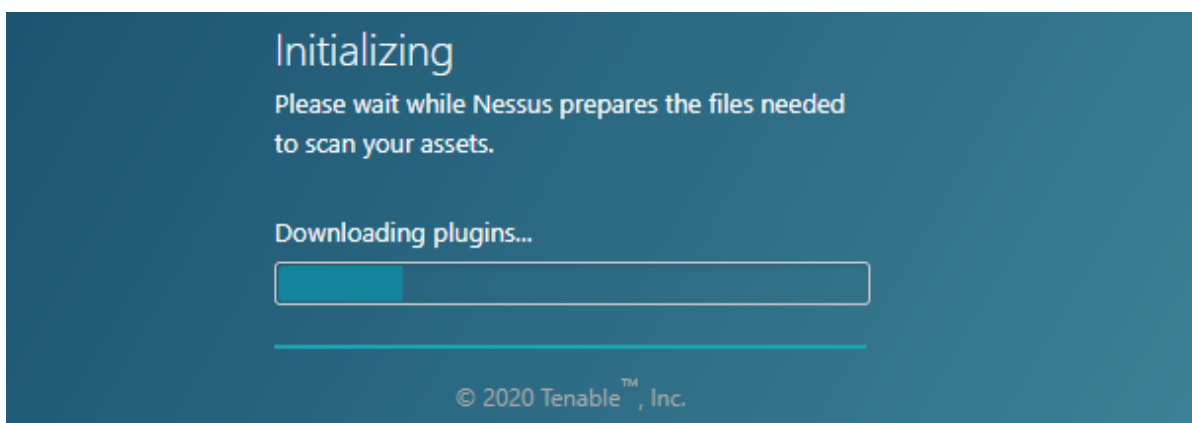 Initializing
Please wait while Nessus prepares the files needed
to scan your assets.
Downloading plugins...
© 2020 Tenable™, Inc.